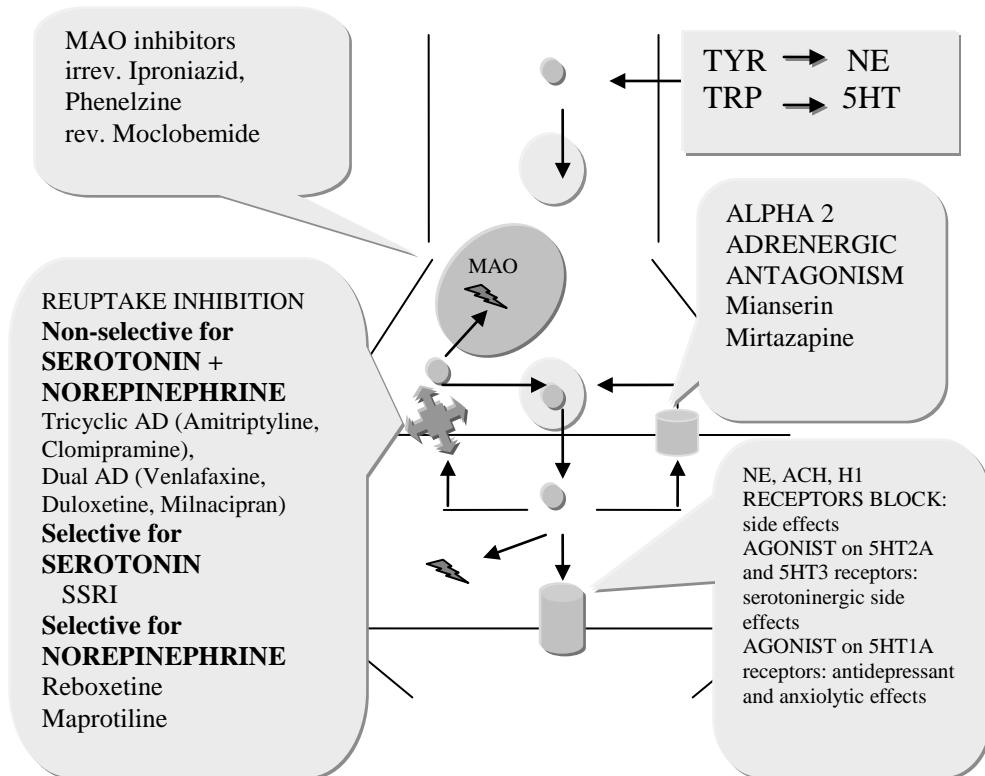 MAO inhibitors
irrev. Iproniazid,
Phenelzine
rev. Moclobemide
TYR NE
TRP 5HT
ALPHA 2
ADRENERGIC
ANTAGONISM
Mianserin
Mirtazapine
MAO
REUPTAKE INHIBITION
Non-selective for
SEROTONIN +
NOREPINEPHRINE
Tricyclic AD (Amitriptyline,
Clomipramine),
Dual AD (Venlafaxine,
Duloxetine, Milnacipran)
Selective for
SEROTONIN
SSRI
Selective for
NOREPINEPHRINE
Reboxetine
Maprotiline
NE, ACH, H1
RECEPTORS BLOCK:
side effects
AGONIST on 5HT2A
and 5HT3 receptors:
serotoninergic side
effects
AGONIST on 5HT1A
receptors: antidepressant
and anxiolytic effects